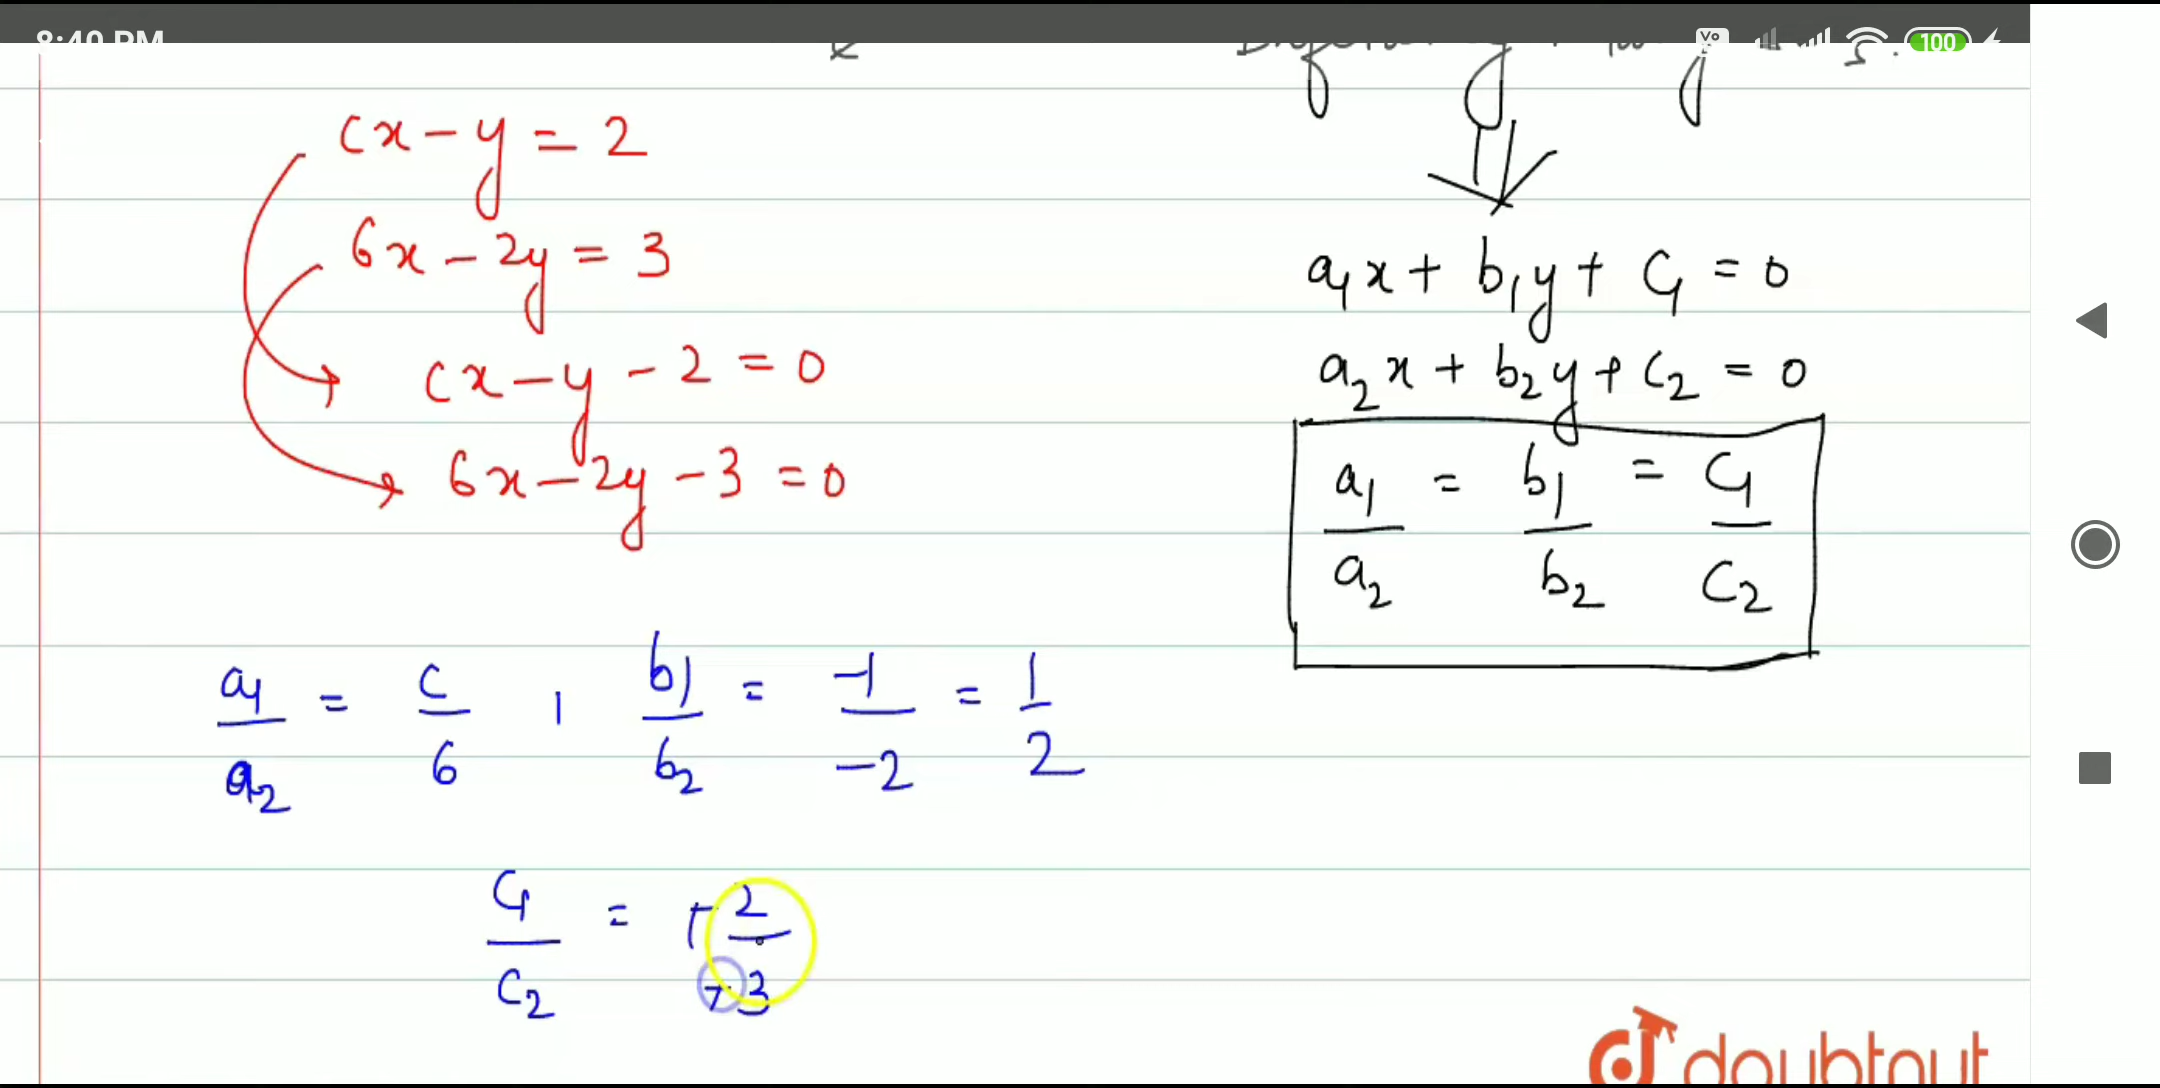 cx - y = 2
6x - 2y = 3
cx - y - 2 = 0
6x - 2y - 3 = 0
a₁x + b₁y + c₁ = 0
a₂x + b₂y + c₂ = 0
a₁/a₂ = b₁/b₂ = c₁/c₂
a₁/a₂ = c/6 , b₁/b₂ = -1/-2 = 1/2
c₁/c₂ = +2/+3
100
doubtnut